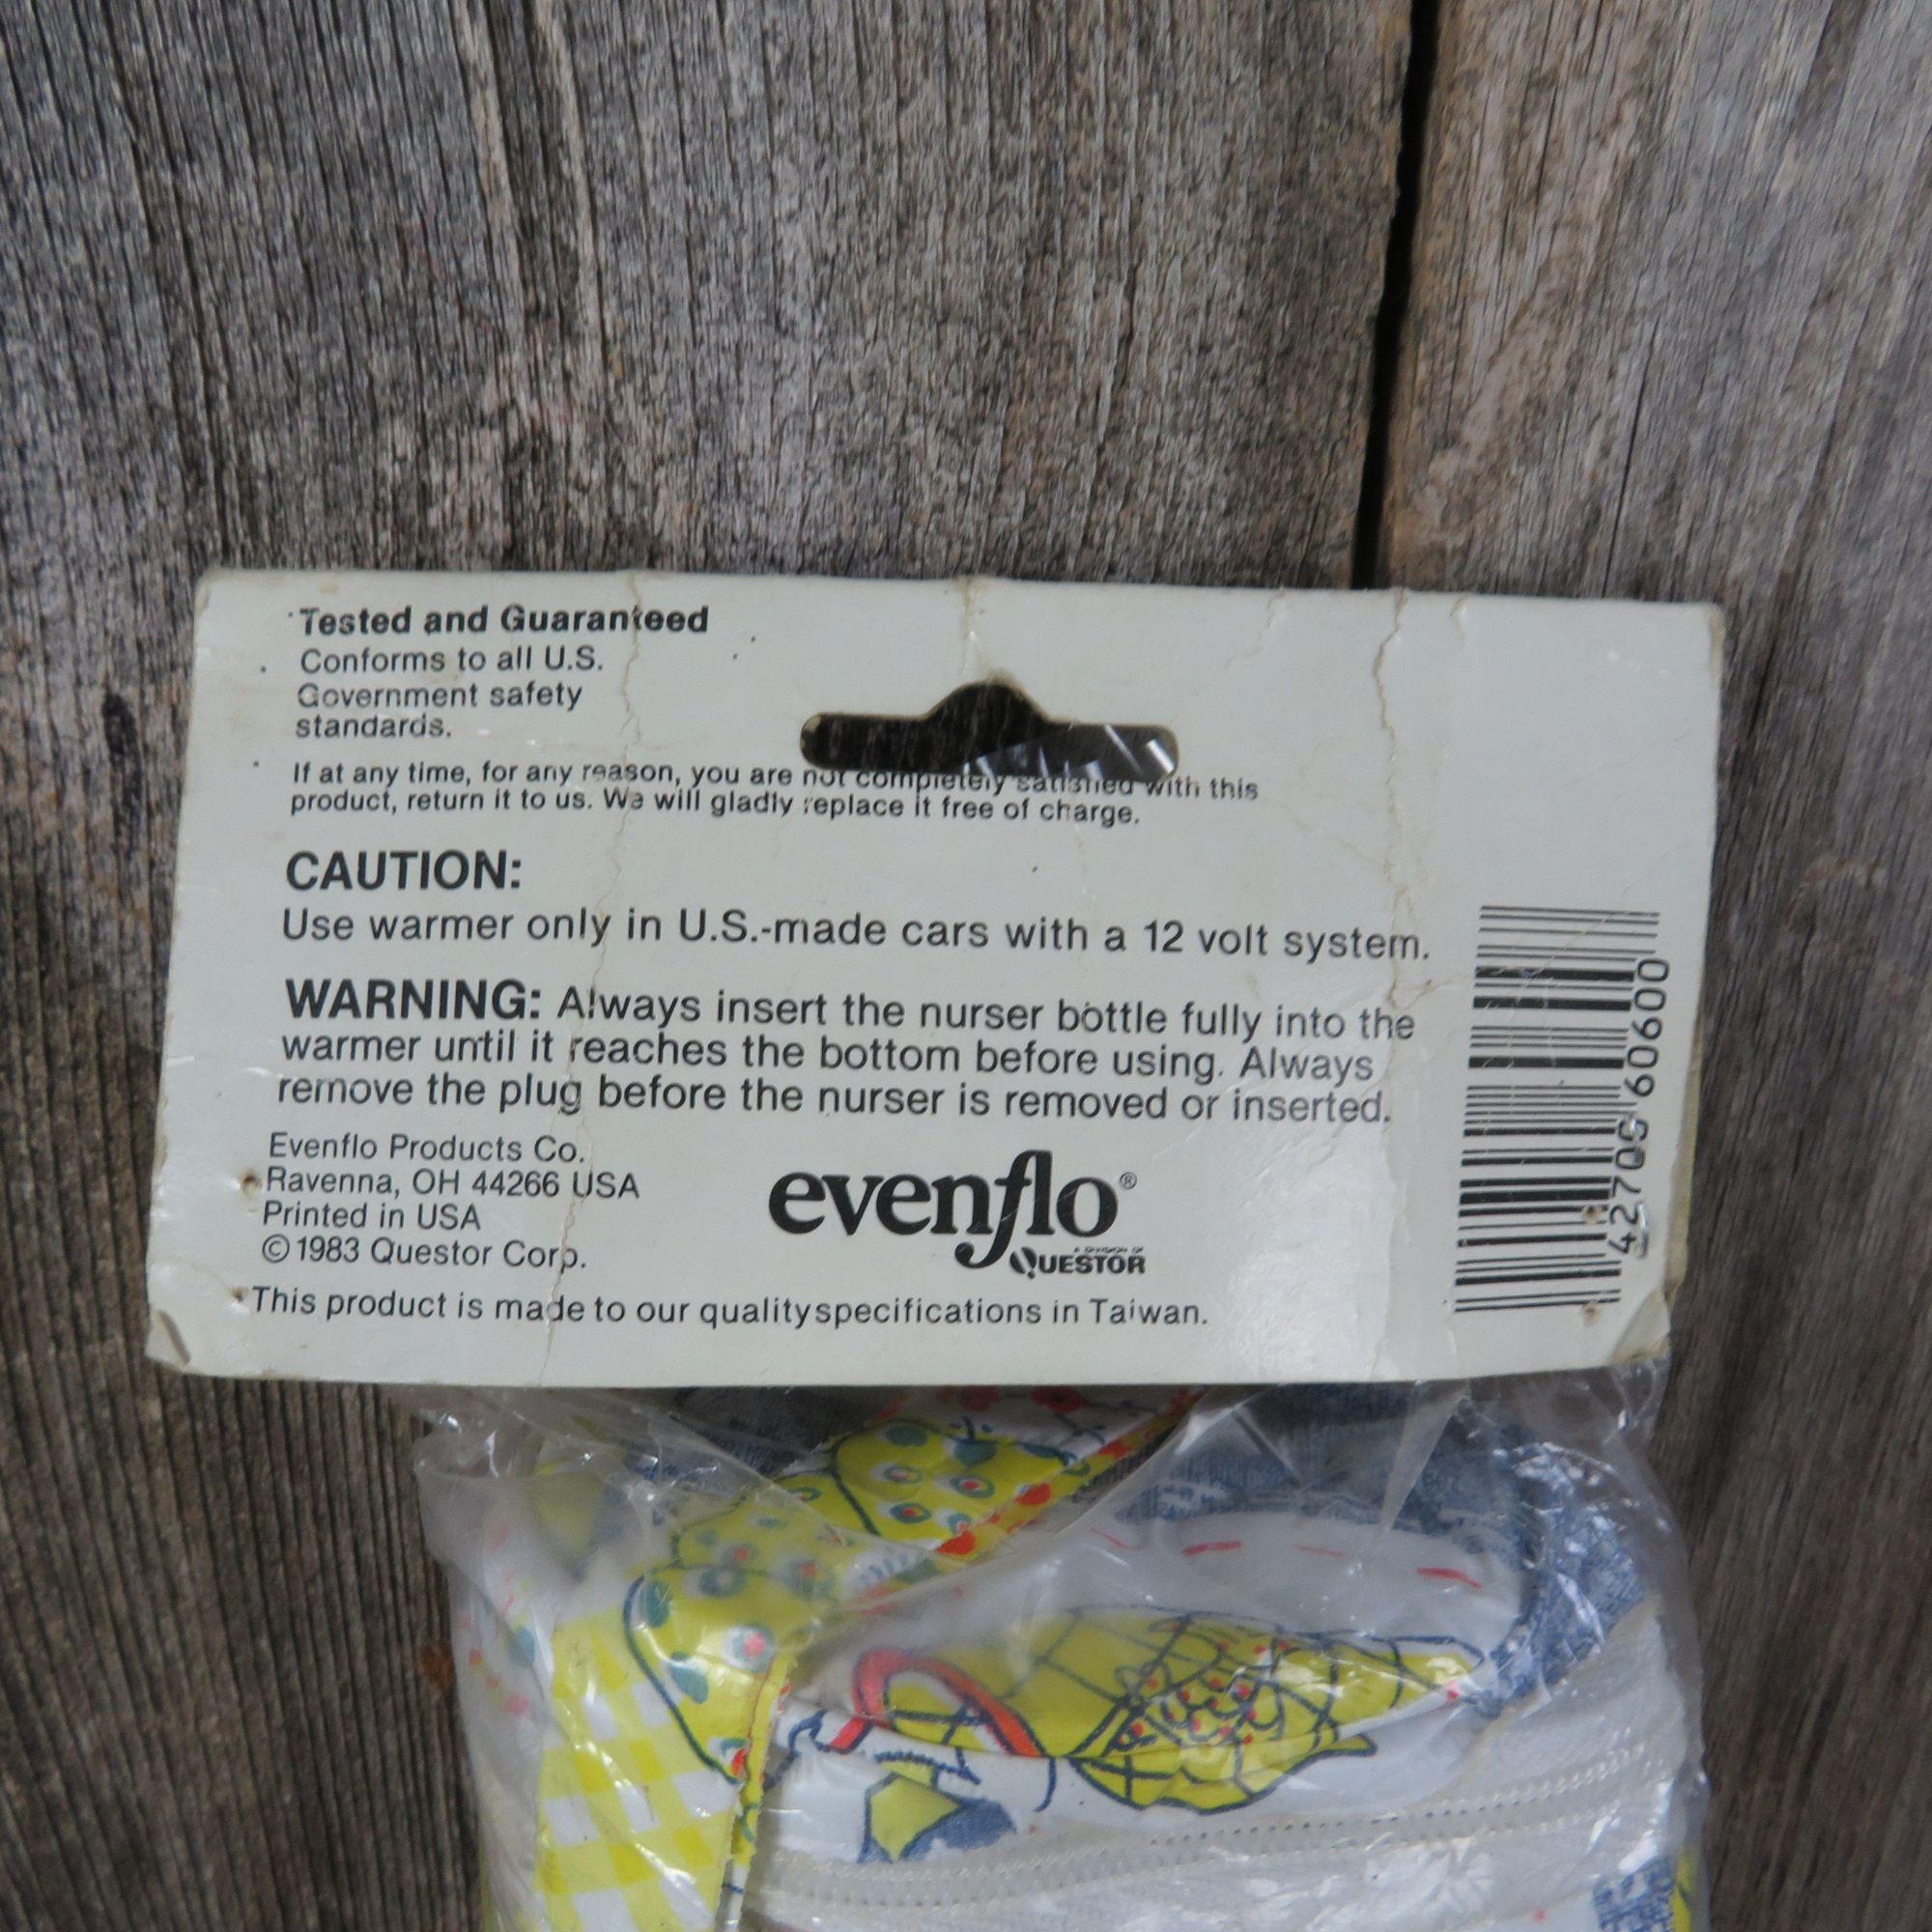 Tested and Guaranteed
Conforms to all U.S.
Government safety
standards.
If at any time, for any reason, you are not completely satisfied with this
product, return it to us. We will gladly replace it free of charge.
CAUTION:
Use warmer only in U.S.-made cars with a 12 volt system.
WARNING: Always insert the nurser bottle fully into the
warmer until it reaches the bottom before using. Always
remove the plug before the nurser is removed or inserted.
Evenflo Products Co.
Ravenna, OH 44266 USA
Printed in USA
©1983 Questor Corp.
evenflo®
A DIVISION OF
QUESTOR
This product is made to our quality specifications in Taiwan.
42709 60600